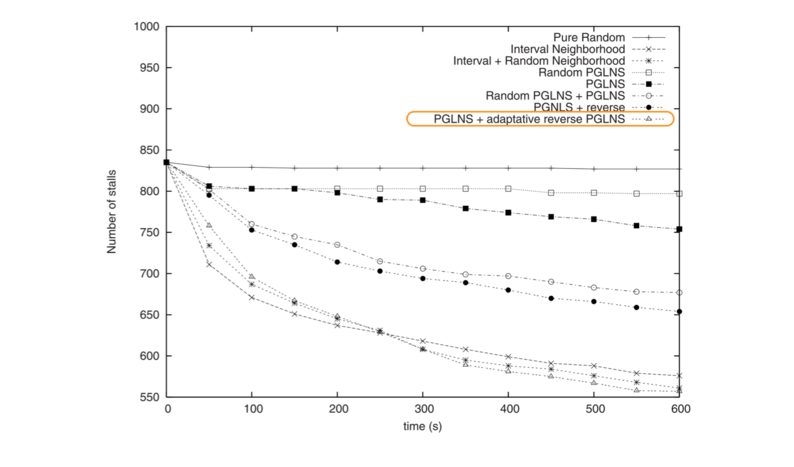 1000
950
900
850
800
750
700
650
600
550
Number of stalls
Pure Random
Interval Neighborhood
Interval + Random Neighborhood
Random PGLNS
PGLNS
Random PGLNS + PGLNS
PGNLS + reverse
PGLNS + adaptative reverse PGLNS
0 100 200 300 400 500 600
time (s)